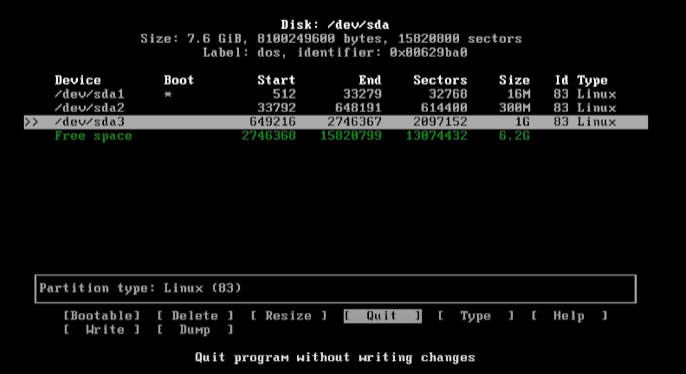 Disk: /dev/sda
Size: 7.6 GiB, 8100249600 bytes, 15820800 sectors
Label: dos, identifier: 0x00629ba0
Device Boot Start End Sectors Size Id Type
/dev/sda1 * 512 33279 32768 16M 83 Linux
/dev/sda2 33792 648191 614400 300M 83 Linux
>> /dev/sda3 649216 2746367 2097152 1G 83 Linux
Free space 2746368 15820799 13074432 6.2G
Partition type: Linux (83)
[Bootable] [ Delete ] [ Resize ] [ Quit ] [ Type ] [ Help ]
[ Write ] [ Dump ]
Quit program without writing changes